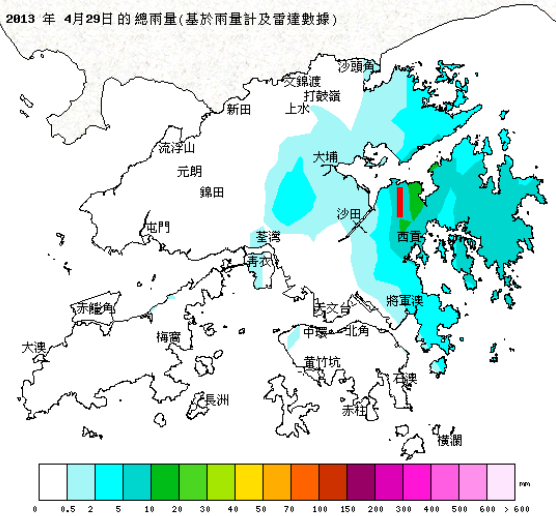 2013 年 4月29日 的 總雨量(基於雨量計及雷達數據)
沙頭角
文錦渡
打鼓嶺
新田
上水
流浮山
大埔
元朗
錦田
沙田
屯門
荃灣
西貢
青衣
將軍澳
赤鱲角
天文台
中環
北角
梅窩
大澳
黃竹坑
石澳
長洲
赤柱
橫瀾
mm
0 0.5 2 5 10 20 30 40 50 70 100 150 200 300 400 500 600 > 600